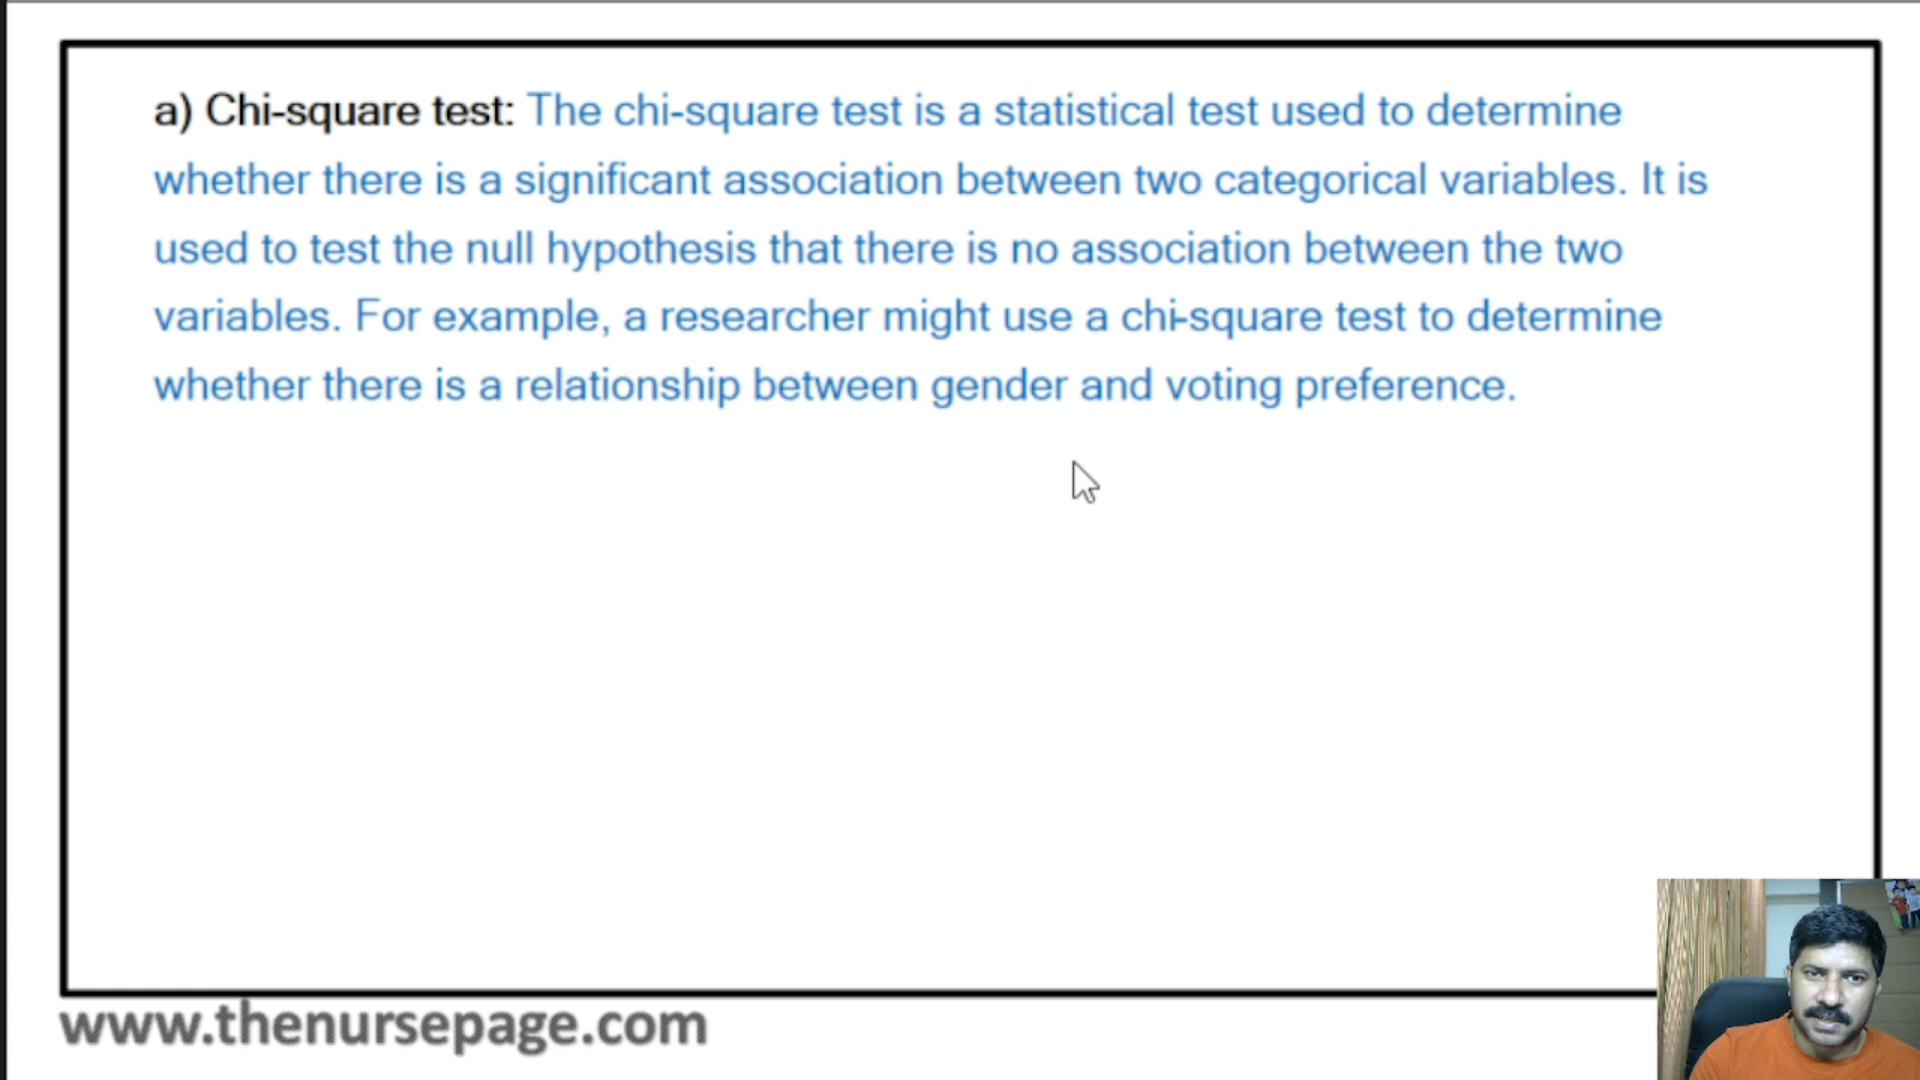 a) Chi-square test: The chi-square test is a statistical test used to determine
whether there is a significant association between two categorical variables. It is
used to test the null hypothesis that there is no association between the two
variables. For example, a researcher might use a chi-square test to determine
whether there is a relationship between gender and voting preference.
www.thenursepage.com